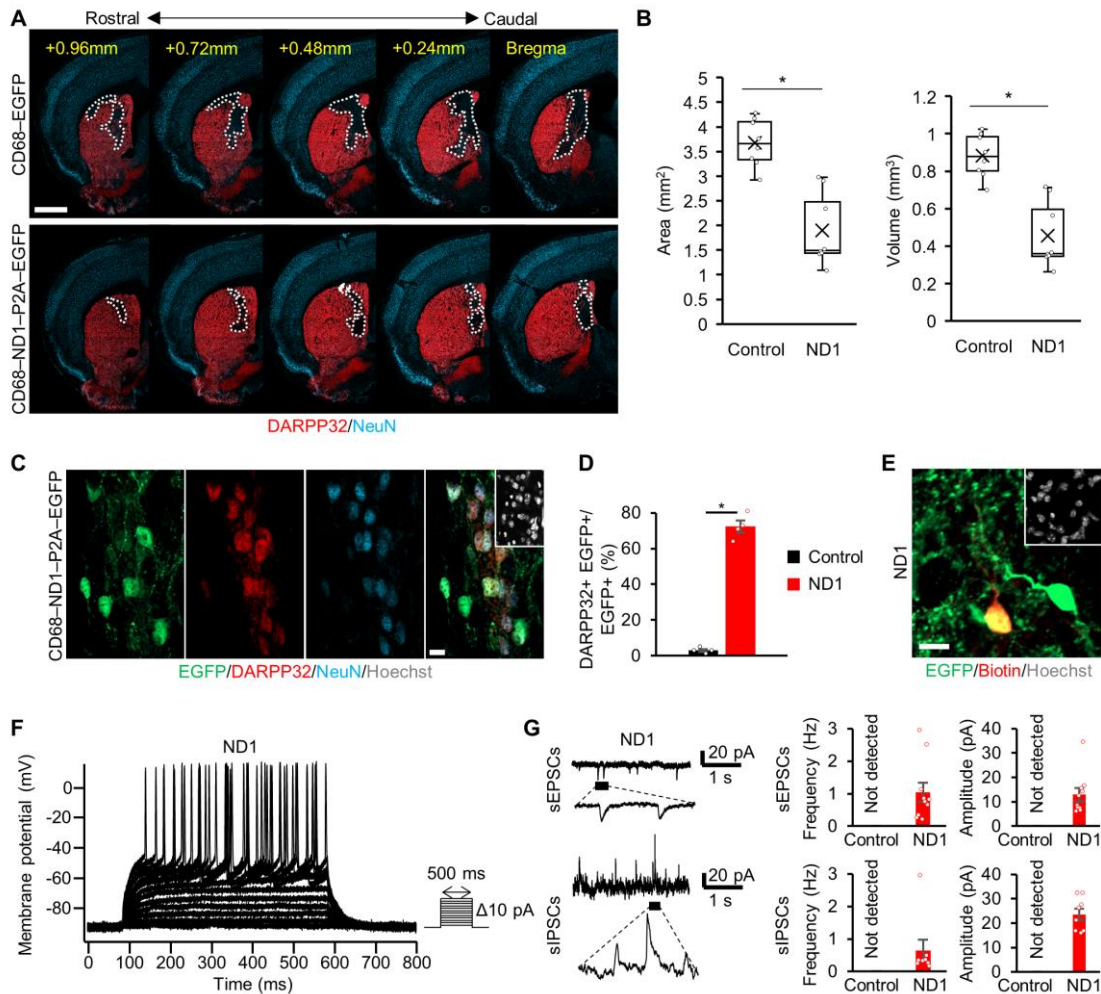 A
Rostral
Caudal
+0.96mm
+0.72mm
+0.48mm
+0.24mm
Bregma
CD68–EGFP
CD68–ND1–P2A–EGFP
DARPP32/NeuN
B
Area (mm²)
5
4.5
4
3.5
3
2.5
2
1.5
1
0.5
0
*
Control
ND1
Volume (mm³)
1.2
1
0.8
0.6
0.4
0.2
0
*
Control
ND1
C
CD68–ND1–P2A–EGFP
EGFP/DARPP32/NeuN/Hoechst
D
DARPP32+ EGFP+/
EGFP+ (%)
80
60
40
20
0
*
Control
ND1
E
ND1
EGFP/Biotin/Hoechst
F
ND1
Membrane potential (mV)
0
-20
-40
-60
-80
0 100 200 300 400 500 600 700 800
Time (ms)
500 ms
Δ10 pA
G
ND1
sEPSCs
20 pA
1 s
sIPSCs
20 pA
1 s
sEPSCs
Frequency (Hz)
3
2
1
0
Not detected
Control ND1
Amplitude (pA)
40
30
20
10
0
Not detected
Control ND1
sIPSCs
Frequency (Hz)
3
2
1
0
Not detected
Control ND1
Amplitude (pA)
40
30
20
10
0
Not detected
Control ND1